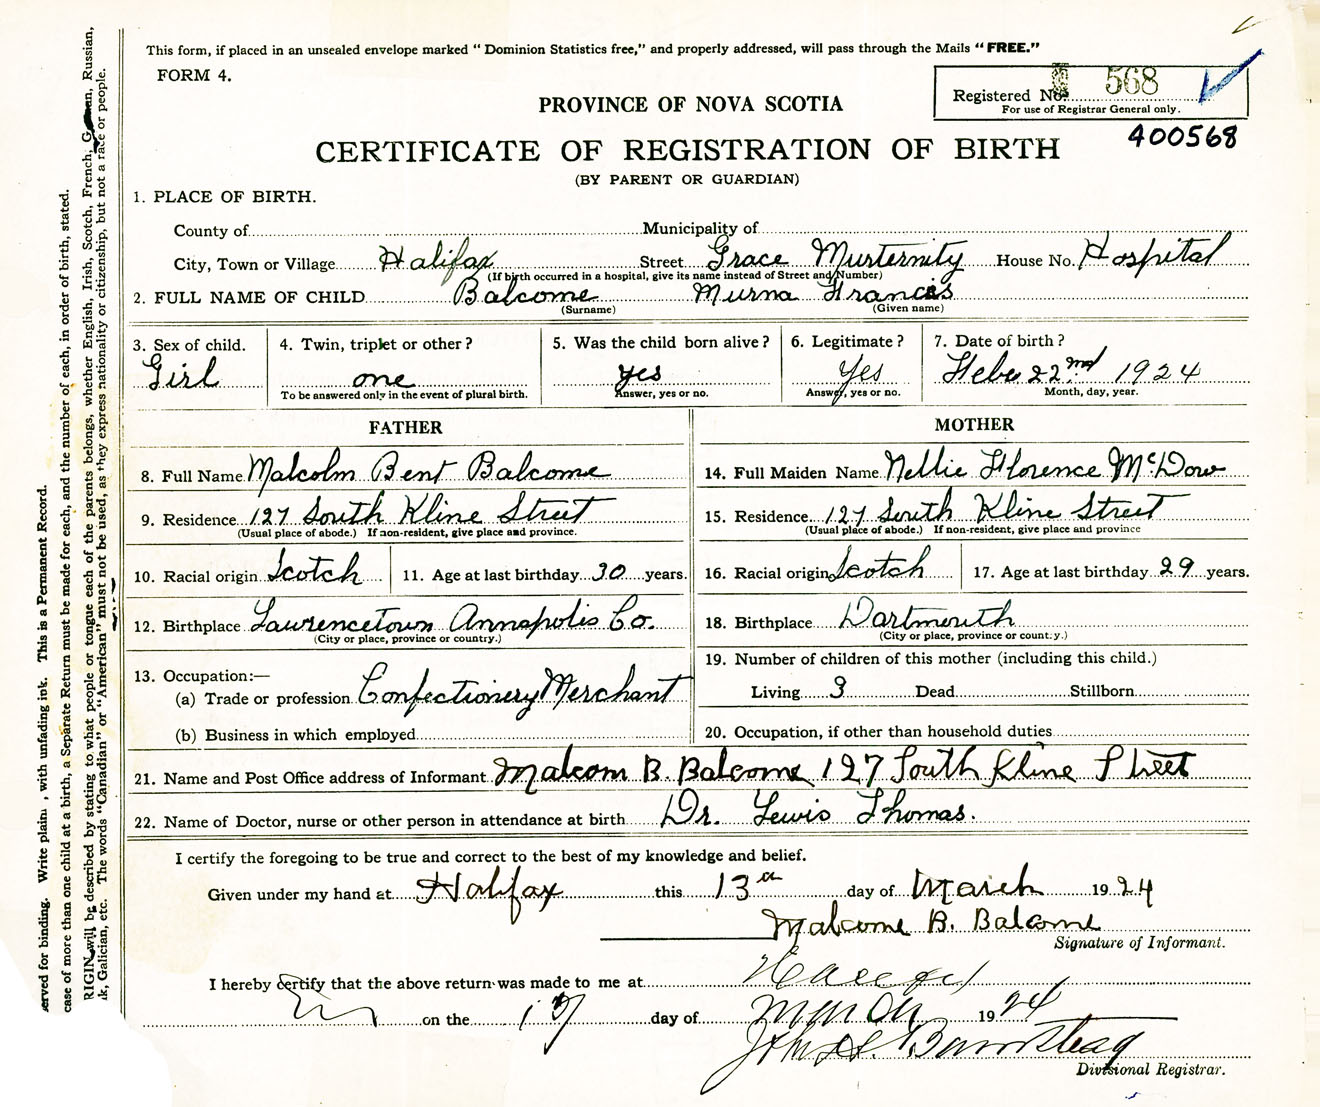 This form, if placed in an unsealed envelope marked "Dominion Statistics free," and properly addressed, will pass through the Mails "FREE."
FORM 4.
Registered No. 568
For use of Registrar General only.
PROVINCE OF NOVA SCOTIA
400568
CERTIFICATE OF REGISTRATION OF BIRTH
(BY PARENT OR GUARDIAN)
1. PLACE OF BIRTH.
County of Municipality of
City, Town or Village Halifax Street Grace Murternity House No. Hospital
(If birth occurred in a hospital, give its name instead of Street and Number)
2. FULL NAME OF CHILD Balcome Murna Francis
(Surname) (Given name)
3. Sex of child. 4. Twin, triplet or other? 5. Was the child born alive? 6. Legitimate? 7. Date of birth?
Girl one yes Yes Feb 22nd 1924
To be answered only in the event of plural birth. Answer, yes or no. Answer, yes or no. Month, day, year.
FATHER
8. Full Name Malcolm Bent Balcome
9. Residence 127 South Kline Street
(Usual place of abode.) If non-resident, give place and province.
10. Racial origin Scotch 11. Age at last birthday 30 years.
12. Birthplace Lawrencetown Annapolis Co.
(City or place, province or country.)
13. Occupation:—
(a) Trade or profession Confectionery Merchant
(b) Business in which employed
MOTHER
14. Full Maiden Name Nellie Florence McDow
15. Residence 127 South Kline Street
(Usual place of abode.) If non-resident, give place and province
16. Racial origin Scotch 17. Age at last birthday 29 years.
18. Birthplace Dartmouth
(City or place, province or country.)
19. Number of children of this mother (including this child.)
Living 3 Dead Stillborn
20. Occupation, if other than household duties
21. Name and Post Office address of Informant Malcom B. Balcome 127 South Kline Street
22. Name of Doctor, nurse or other person in attendance at birth Dr. Lewis Thomas.
I certify the foregoing to be true and correct to the best of my knowledge and belief.
Given under my hand at Halifax this 13th day of March 1924
Malcome B. Balcome
Signature of Informant.
I hereby certify that the above return was made to me at Halifax
on the 17 day of March 1924
Divisional Registrar.
erved for binding. Write plain , with unfading ink. This is a Permanent Record.
case of more than one child at a birth, a Separate Return must be made for each, and the number of each, in order of birth, stated.
RIGIN will be described by stating to what people or tongue each of the parents belongs, whether English, Irish, Scotch, French, German, Russian,
k, Galician, etc. The words "Canadian" or "American" must not be used, as they express nationality or citizenship, but not a race or people.